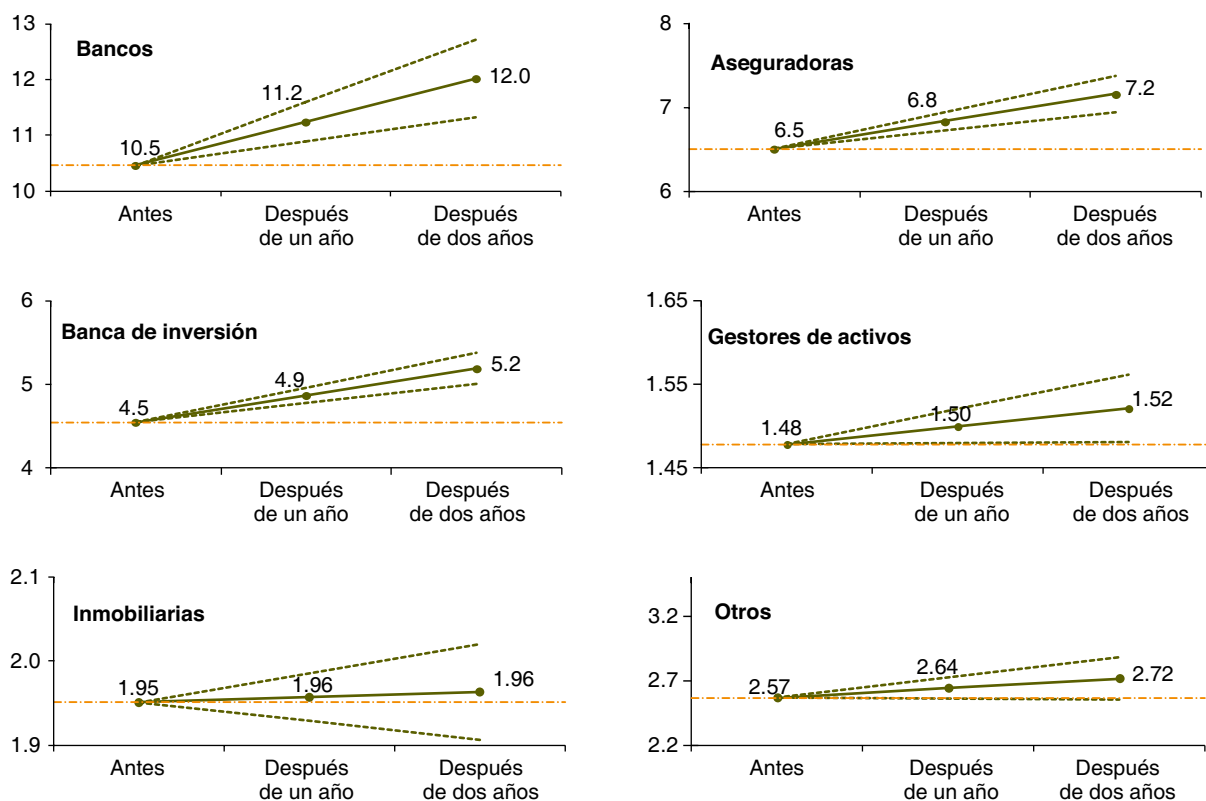 Bancos
13
12
11
10
10.5
11.2
12.0
Antes
Después
de un año
Después
de dos años
Aseguradoras
8
7
6
6.5
6.8
7.2
Antes
Después
de un año
Después
de dos años
Banca de inversión
6
5
4
4.5
4.9
5.2
Antes
Después
de un año
Después
de dos años
Gestores de activos
1.65
1.55
1.45
1.48
1.50
1.52
Antes
Después
de un año
Después
de dos años
Inmobiliarias
2.1
2.0
1.9
1.95
1.96
1.96
Antes
Después
de un año
Después
de dos años
Otros
3.2
2.7
2.2
2.57
2.64
2.72
Antes
Después
de un año
Después
de dos años